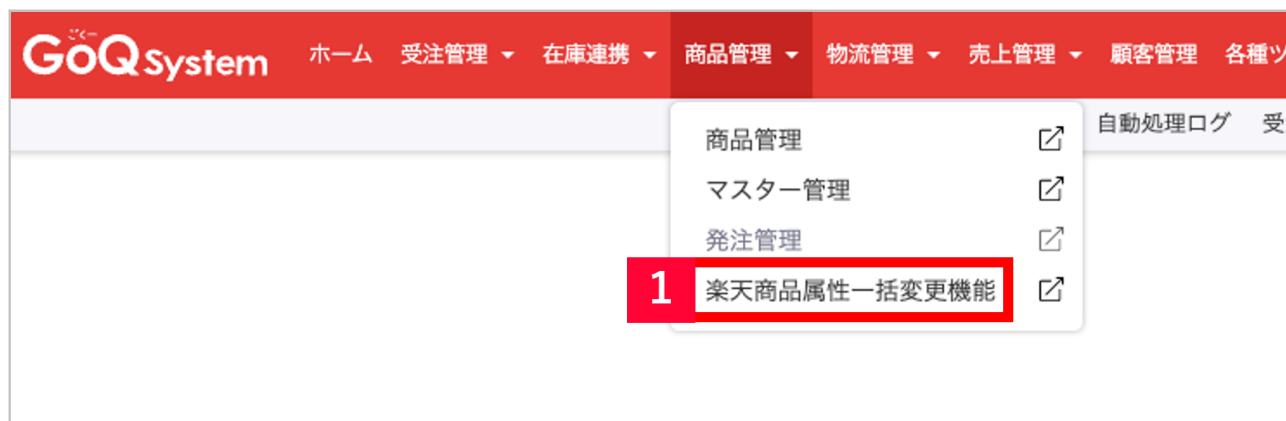 ごくー
GoQSystem ホーム 受注管理 在庫連携 商品管理 物流管理 売上管理 顧客管理 各種ツ
自動処理ログ 受
商品管理
マスター管理
発注管理
1 楽天商品属性一括変更機能